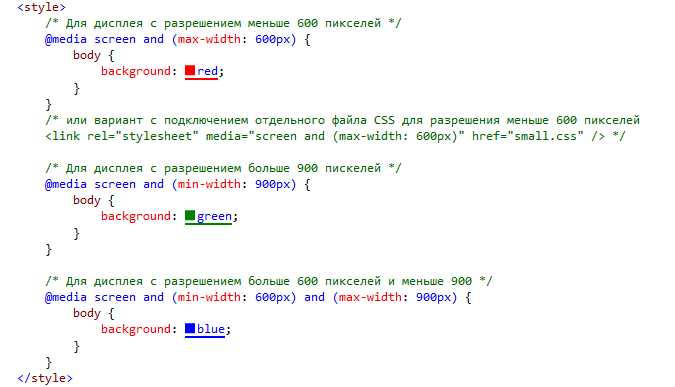 <style>
/* Для дисплея с разрешением меньше 600 пикселей */
@media screen and (max-width: 600px) {
body {
background: red;
}
}
/* или вариант с подключением отдельного файла CSS для разрешения меньше 600 пикселей
<link rel="stylesheet" media="screen and (max-width: 600px)" href="small.css" /> */
/* Для дисплея с разрешением больше 900 пискелей */
@media screen and (min-width: 900px) {
body {
background: green;
}
}
/* Для дисплея с разрешением больше 600 пикселей и меньше 900 */
@media screen and (min-width: 600px) and (max-width: 900px) {
body {
background: blue;
}
}
</style>